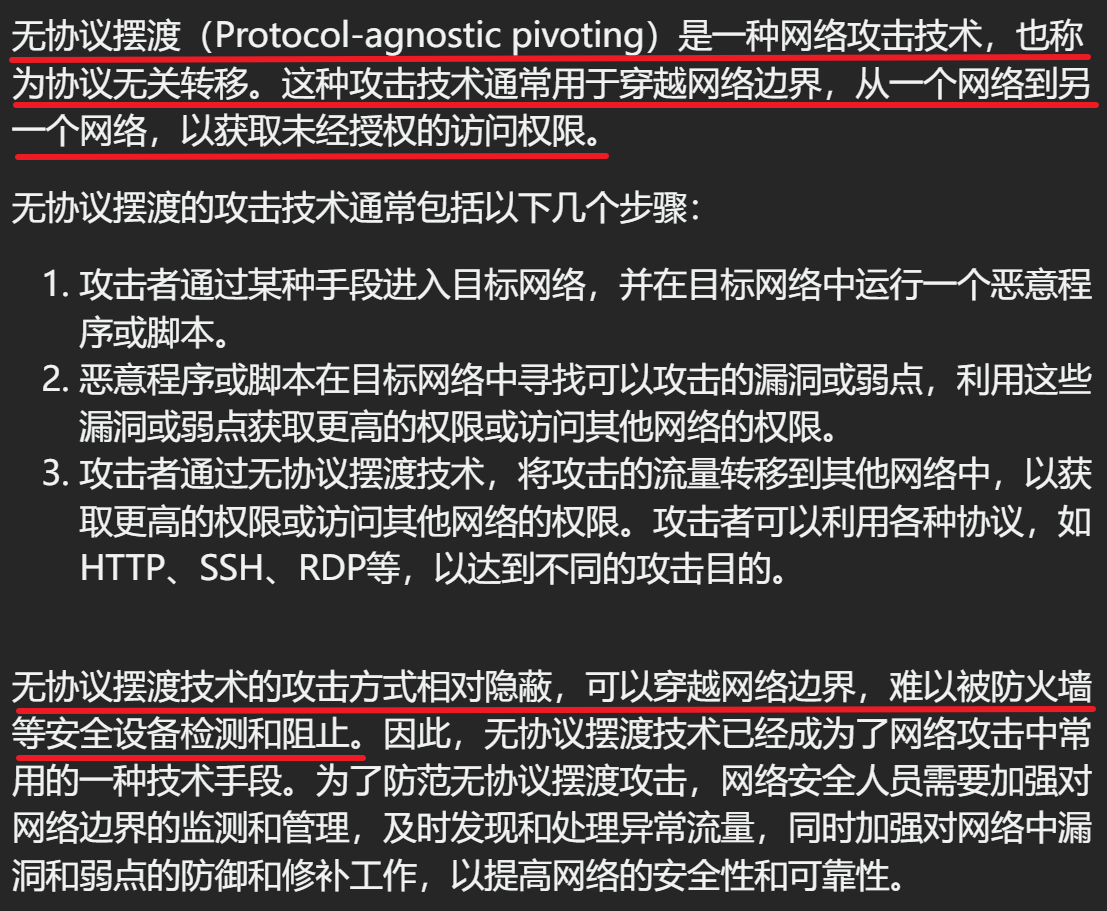 无协议摆渡（Protocol-agnostic pivoting）是一种网络攻击技术，也称
为协议无关转移。这种攻击技术通常用于穿越网络边界，从一个网络到另
一个网络，以获取未经授权的访问权限。
无协议摆渡的攻击技术通常包括以下几个步骤：
1. 攻击者通过某种手段进入目标网络，并在目标网络中运行一个恶意程
序或脚本。
2. 恶意程序或脚本在目标网络中寻找可以攻击的漏洞或弱点，利用这些
漏洞或弱点获取更高的权限或访问其他网络的权限。
3. 攻击者通过无协议摆渡技术，将攻击的流量转移到其他网络中，以获
取更高的权限或访问其他网络的权限。攻击者可以利用各种协议，如
HTTP、SSH、RDP等，以达到不同的攻击目的。
无协议摆渡技术的攻击方式相对隐蔽，可以穿越网络边界，难以被防火墙
等安全设备检测和阻止。因此，无协议摆渡技术已经成为了网络攻击中常
用的一种技术手段。为了防范无协议摆渡攻击，网络安全人员需要加强对
网络边界的监测和管理，及时发现和处理异常流量，同时加强对网络中漏
洞和弱点的防御和修补工作，以提高网络的安全性和可靠性。